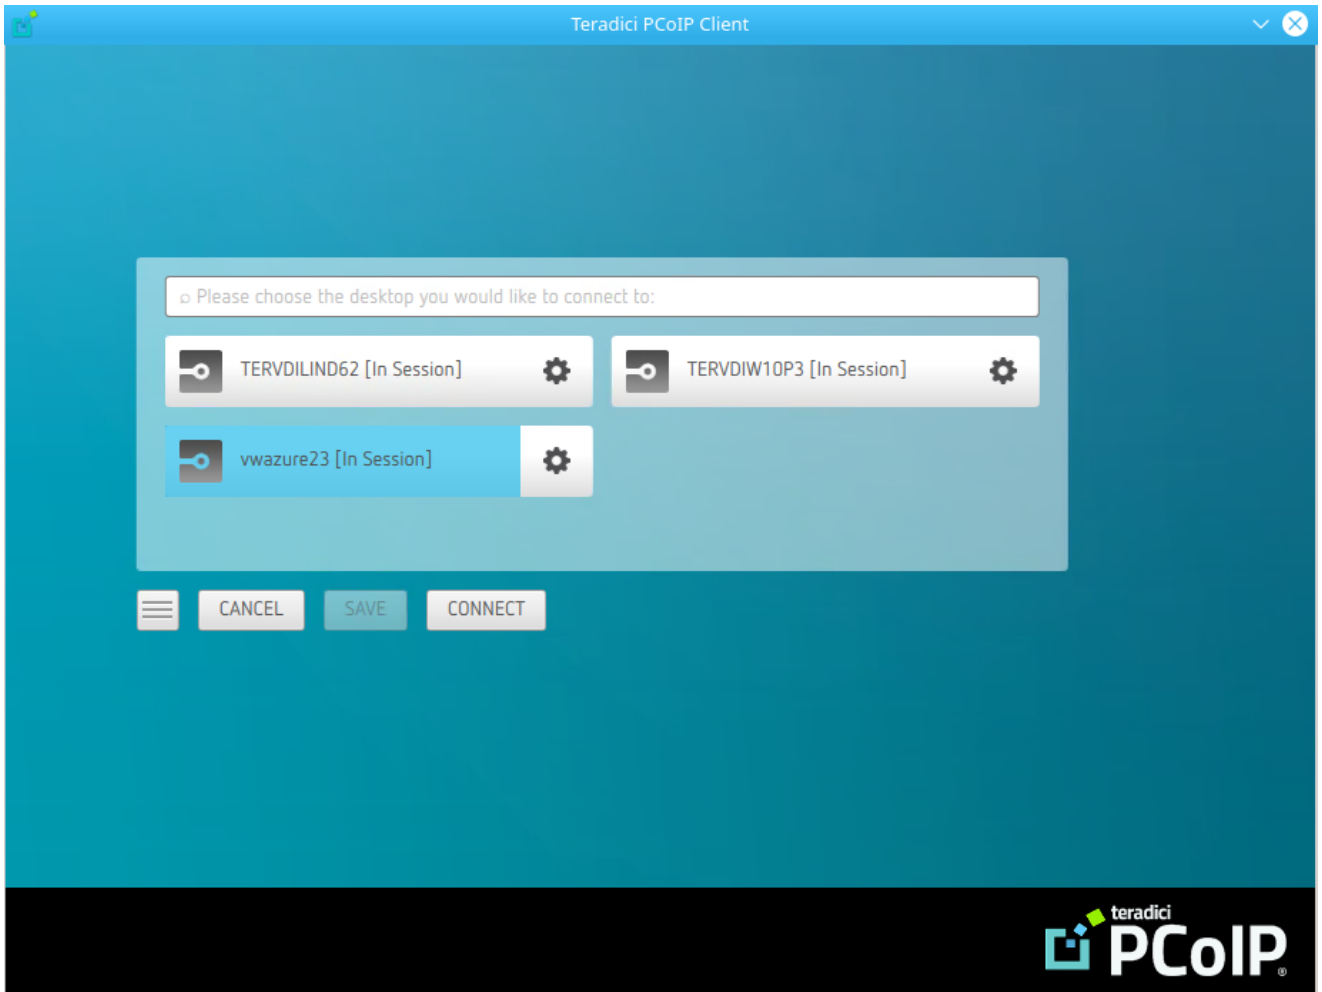 Teradici PCoIP Client
Please choose the desktop you would like to connect to:
TERVDILIND62 [In Session]
TERVDIW10P3 [In Session]
vwazure23 [In Session]
CANCEL
SAVE
CONNECT
teradici
PCoIP®